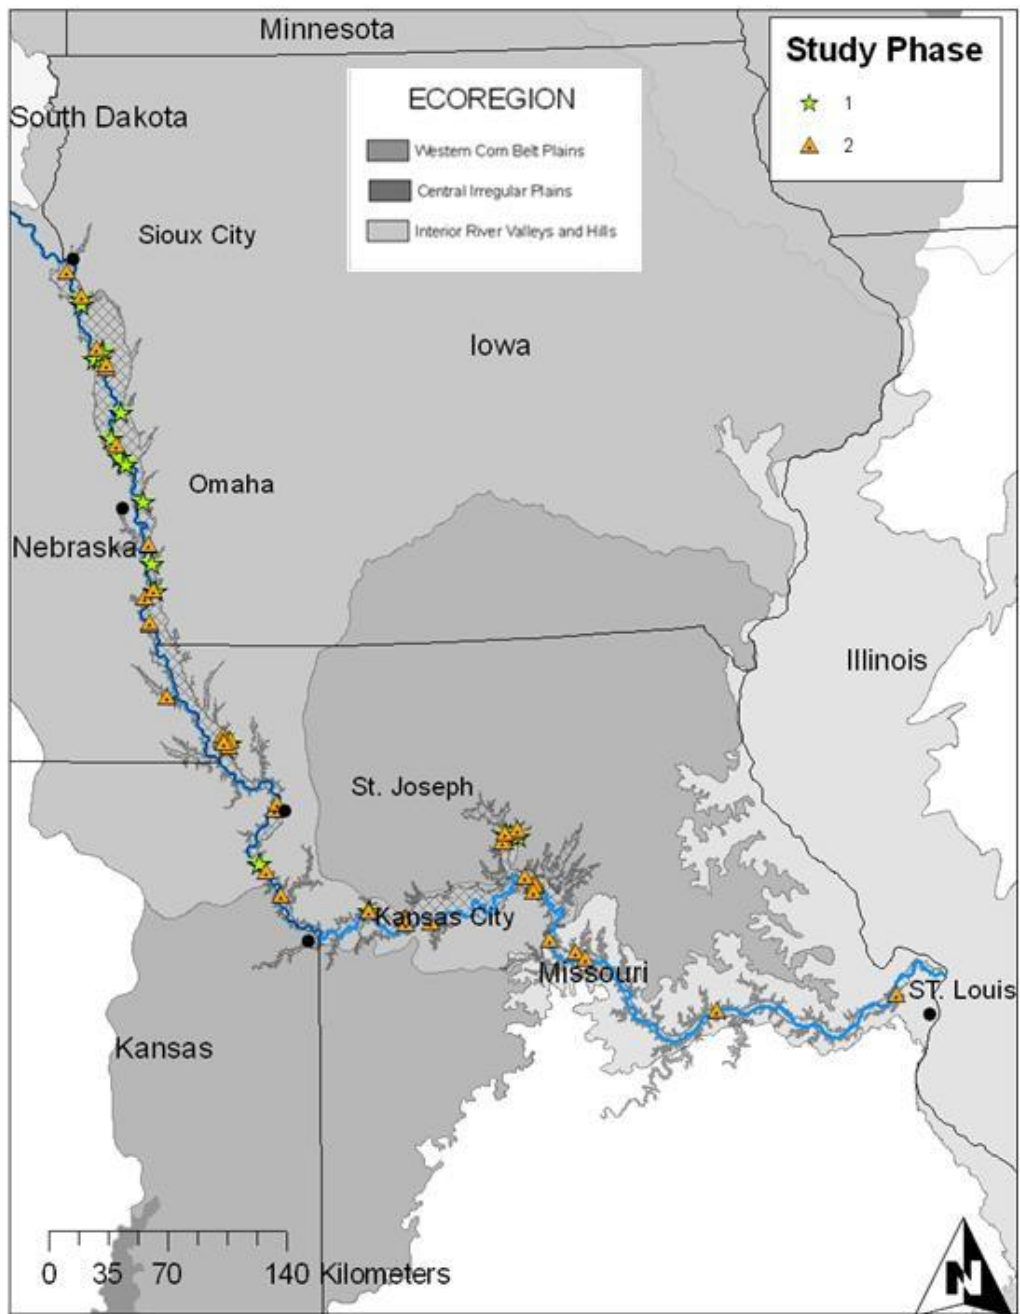 Minnesota
Study Phase
1
2
ECOREGION
Western Corn Belt Plains
Central Irregular Plains
Interior River Valleys and Hills
South Dakota
Sioux City
Iowa
Omaha
Nebraska
Illinois
St. Joseph
Kansas City
Missouri
ST. Louis
Kansas
0 35 70 140 Kilometers
N